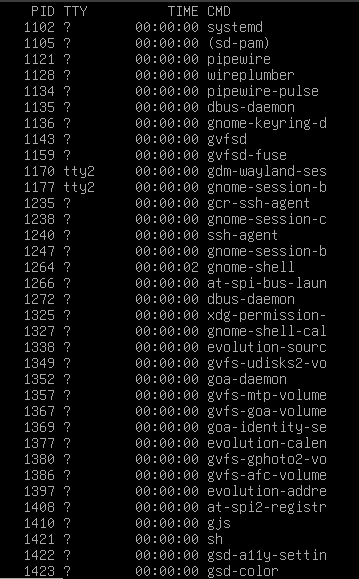 PID TTY          TIME CMD
1102 ?        00:00:00 systemd
1105 ?        00:00:00 (sd-pam)
1121 ?        00:00:00 pipewire
1128 ?        00:00:00 wireplumber
1134 ?        00:00:00 pipewire-pulse
1135 ?        00:00:00 dbus-daemon
1136 ?        00:00:00 gnome-keyring-d
1143 ?        00:00:00 gvfsd
1159 ?        00:00:00 gvfsd-fuse
1170 tty2     00:00:00 gdm-wayland-ses
1177 tty2     00:00:00 gnome-session-b
1235 ?        00:00:00 gcr-ssh-agent
1238 ?        00:00:00 gnome-session-c
1240 ?        00:00:00 ssh-agent
1247 ?        00:00:00 gnome-session-b
1264 ?        00:00:02 gnome-shell
1266 ?        00:00:00 at-spi-bus-laun
1272 ?        00:00:00 dbus-daemon
1325 ?        00:00:00 xdg-permission-
1327 ?        00:00:00 gnome-shell-cal
1338 ?        00:00:00 evolution-sourc
1349 ?        00:00:00 gvfs-udisks2-vo
1352 ?        00:00:00 goa-daemon
1357 ?        00:00:00 gvfs-mtp-volume
1367 ?        00:00:00 gvfs-goa-volume
1369 ?        00:00:00 goa-identity-se
1377 ?        00:00:00 evolution-calen
1380 ?        00:00:00 gvfs-gphoto2-vo
1386 ?        00:00:00 gvfs-afc-volume
1397 ?        00:00:00 evolution-addre
1408 ?        00:00:00 at-spi2-registr
1410 ?        00:00:00 gjs
1421 ?        00:00:00 sh
1422 ?        00:00:00 gsd-a11y-settin
1423 ?        00:00:00 gsd-color